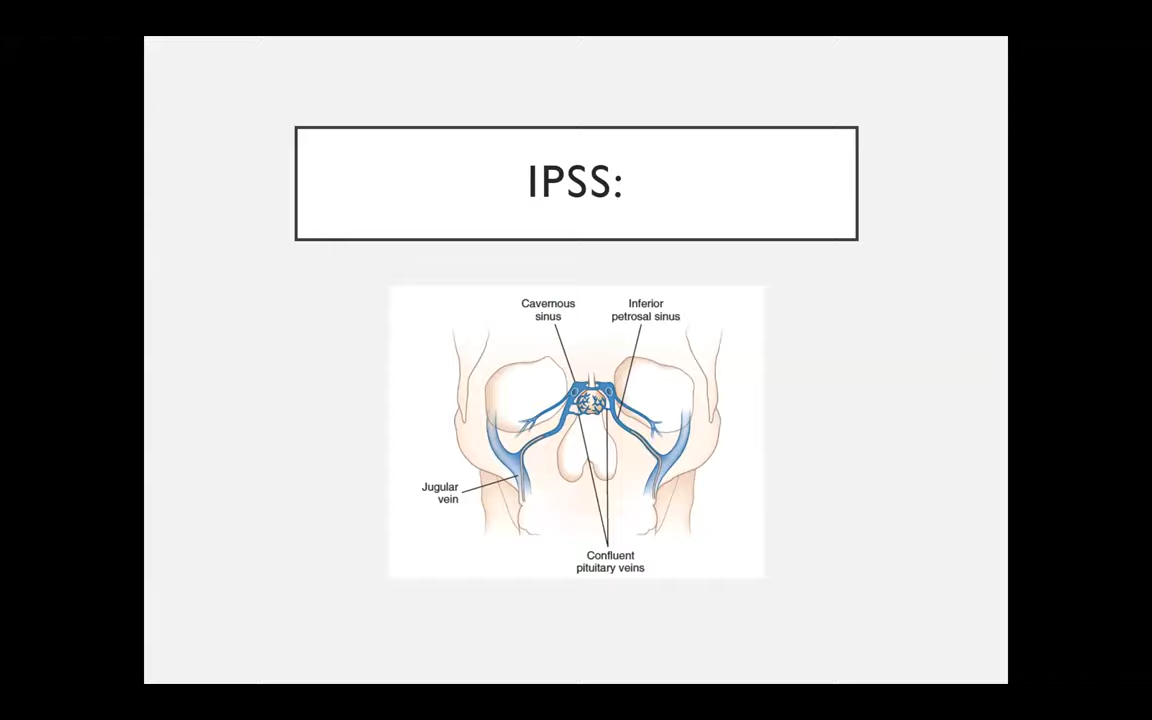 IPSS:
Cavernous
sinus
Inferior
petrosal sinus
Jugular
vein
Confluent
pituitary veins